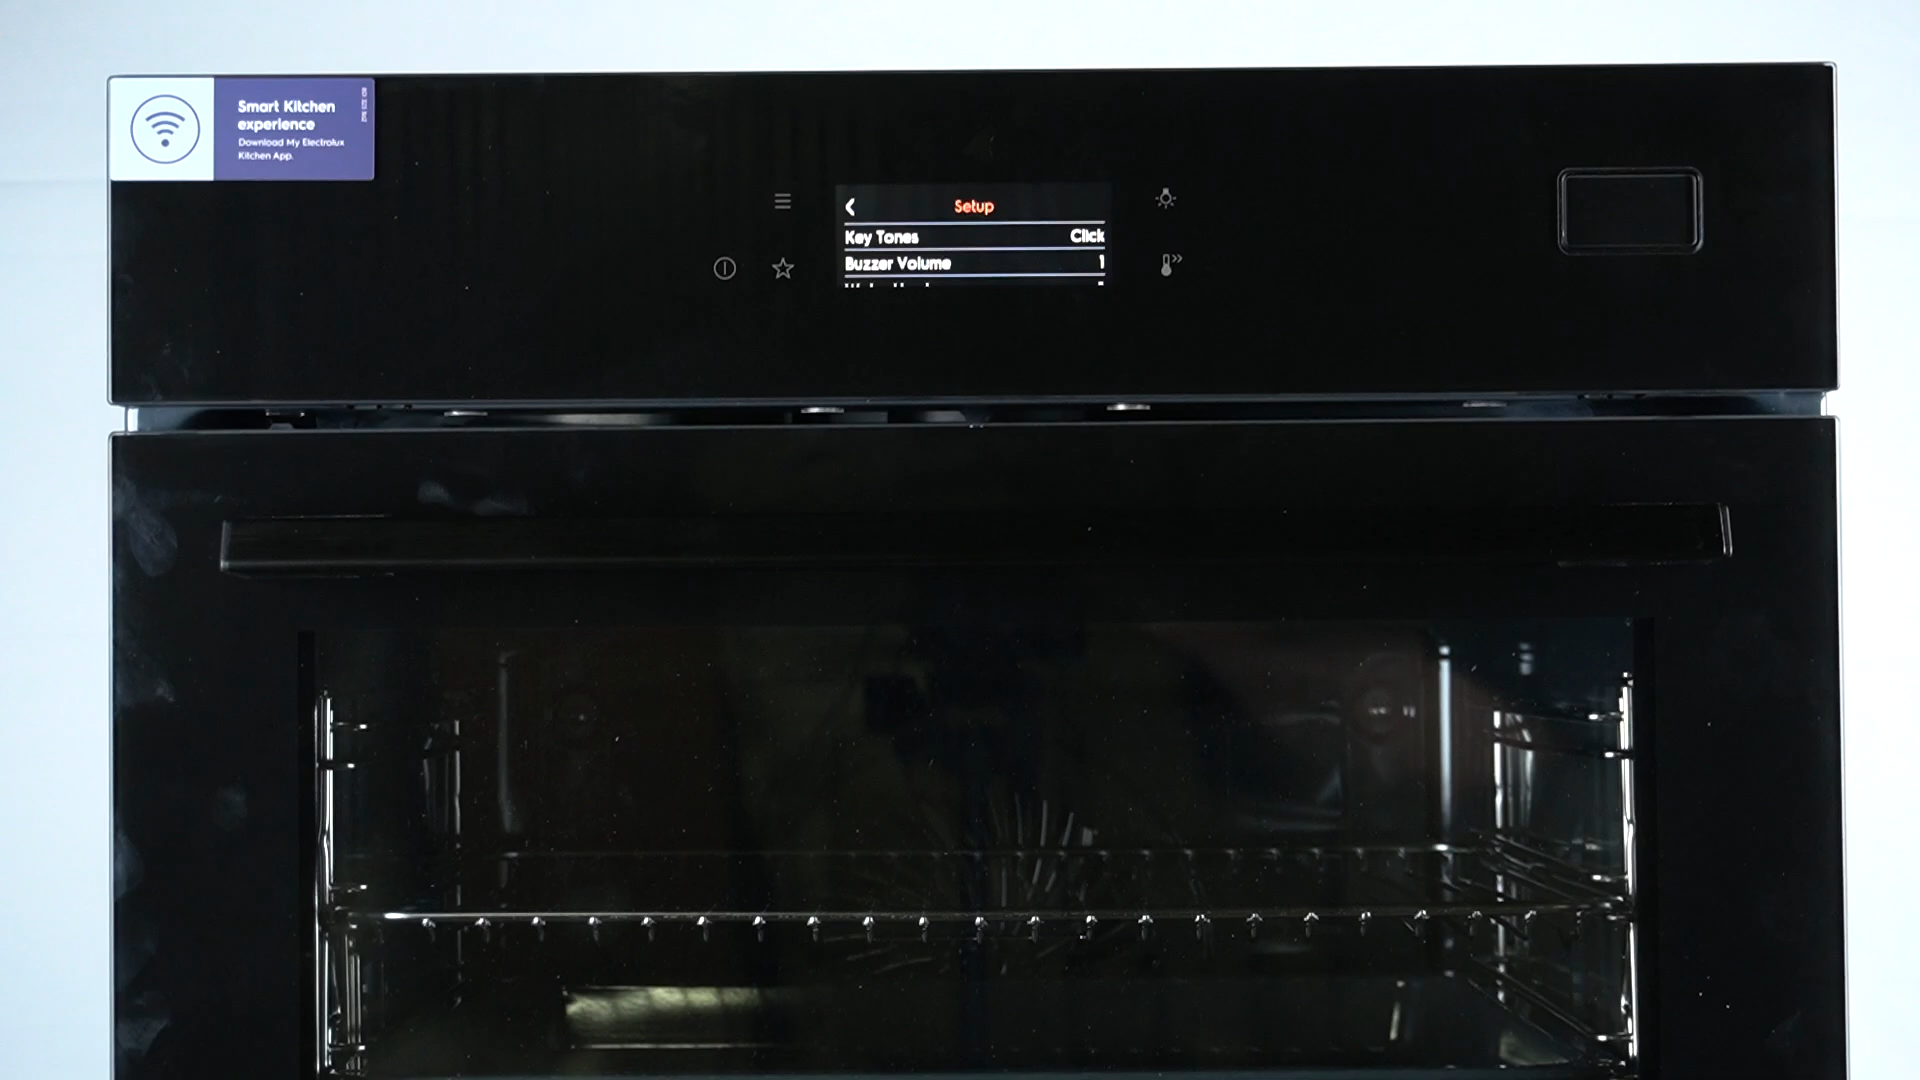 Smart Kitchen
experience
Download My Electrolux
Kitchen App.
Setup
Key Tones Click
Buzzer Volume 1